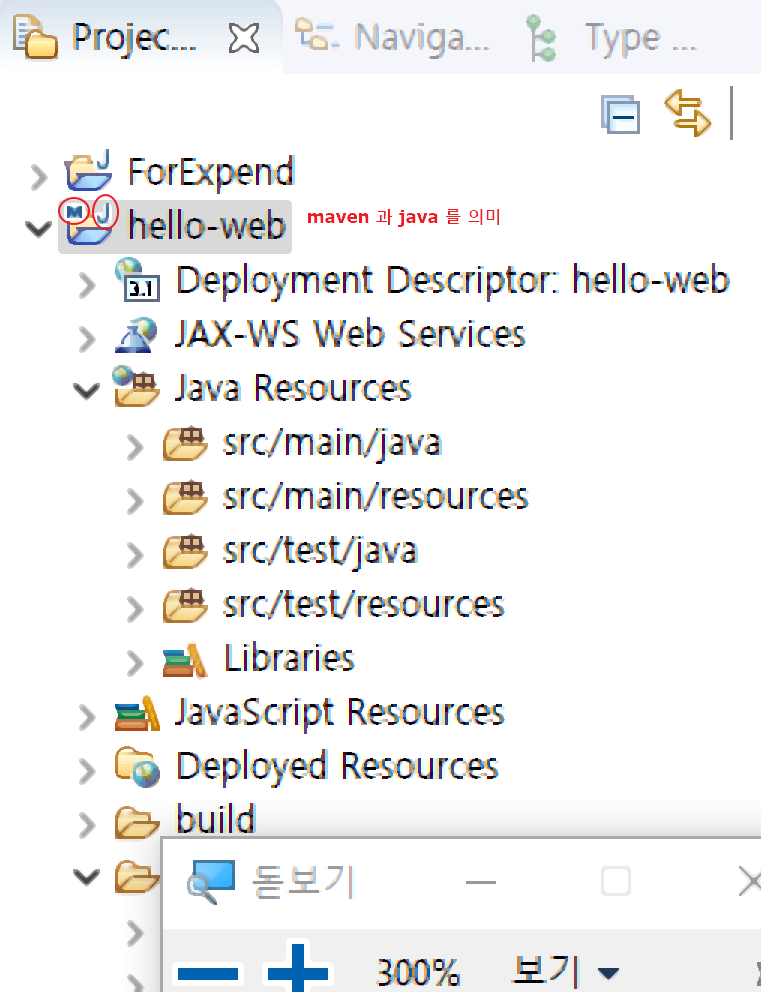 Projec...
Naviga...
Type ...
ForExpend
M J
hello-web
maven 과 java 를 의미
3.1
Deployment Descriptor: hello-web
JAX-WS Web Services
Java Resources
src/main/java
src/main/resources
src/test/java
src/test/resources
Libraries
JavaScript Resources
Deployed Resources
build
돋보기
300%
보기